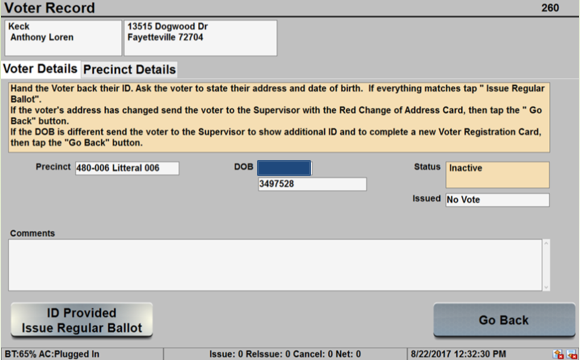 Voter Record 260
Keck
Anthony Loren
13515 Dogwood Dr
Fayetteville 72704
Voter Details Precinct Details
Hand the Voter back their ID. Ask the voter to state their address and date of birth. If everything matches tap " Issue Regular
Ballot".
If the voter's address has changed send the voter to the Supervisor with the Red Change of Address Card, then tap the " Go
Back" button.
If the DOB is different send the voter to the Supervisor to show additional ID and to complete a new Voter Registration Card,
then tap the "Go Back" button.
Precinct 480-006 Litteral 006 DOB Status Inactive
3497528
Issued No Vote
Comments
ID Provided
Issue Regular Ballot
Go Back
BT:65% AC:Plugged In Issue: 0 ReIssue: 0 Cancel: 0 Net: 0 8/22/2017 12:32:30 PM